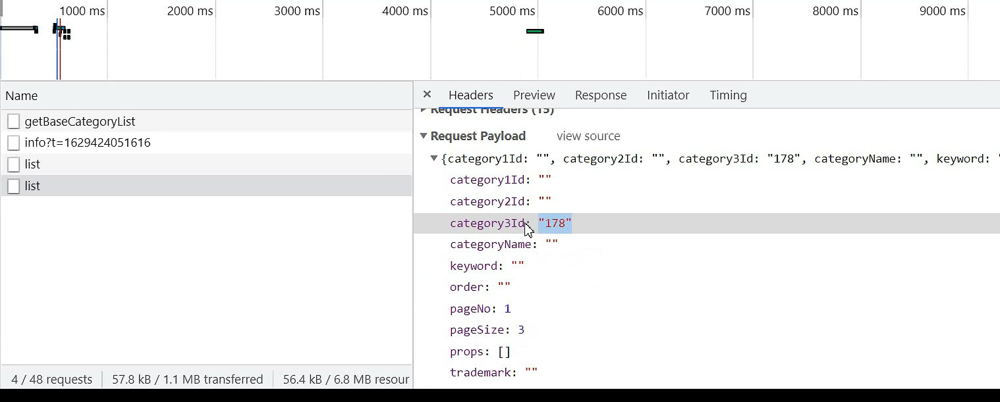 1000 ms 2000 ms 3000 ms 4000 ms 5000 ms 6000 ms 7000 ms 8000 ms 9000 ms
Name
getBaseCategoryList
info?t=1629424051616
list
list
4 / 48 requests 57.8 kB / 1.1 MB transferred 56.4 kB / 6.8 MB resour
× Headers Preview Response Initiator Timing
Request Headers (15)
Request Payload view source
{category1Id: "", category2Id: "", category3Id: "178", categoryName: "", keyword: "
category1Id: ""
category2Id: ""
category3Id: "178"
categoryName: ""
keyword: ""
order: ""
pageNo: 1
pageSize: 3
props: []
trademark: ""